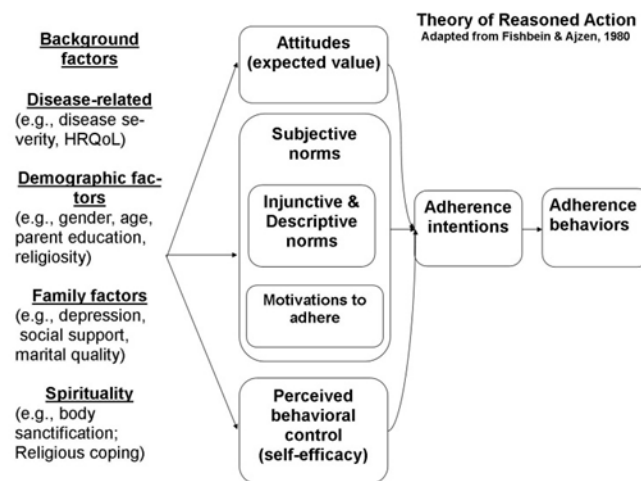 Theory of Reasoned Action
Adapted from Fishbein & Ajzen, 1980
Background
factors
Disease-related
(e.g., disease se-
verity, HRQoL)
Demographic fac-
tors
(e.g., gender, age,
parent education,
religiosity)
Family factors
(e.g., depression,
social support,
marital quality)
Spirituality
(e.g., body
sanctification;
Religious coping)
Attitudes
(expected value)
Subjective
norms
Injunctive &
Descriptive
norms
Motivations to
adhere
Perceived
behavioral
control
(self-efficacy)
Adherence
intentions
Adherence
behaviors